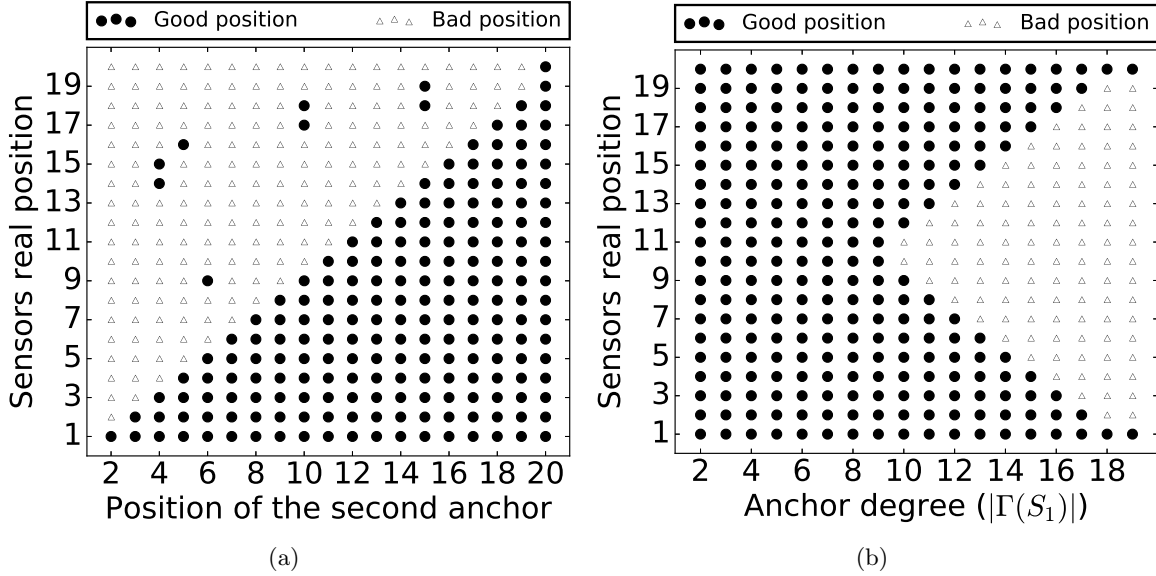 Good position Bad position
19
17
15
13
11
9
7
5
3
1
Sensors real position
2 4 6 8 10 12 14 16 18 20
Position of the second anchor
(a)
Good position Bad position
19
17
15
13
11
9
7
5
3
1
Sensors real position
2 4 6 8 10 12 14 16 18
Anchor degree (|Γ(S₁)|)
(b)